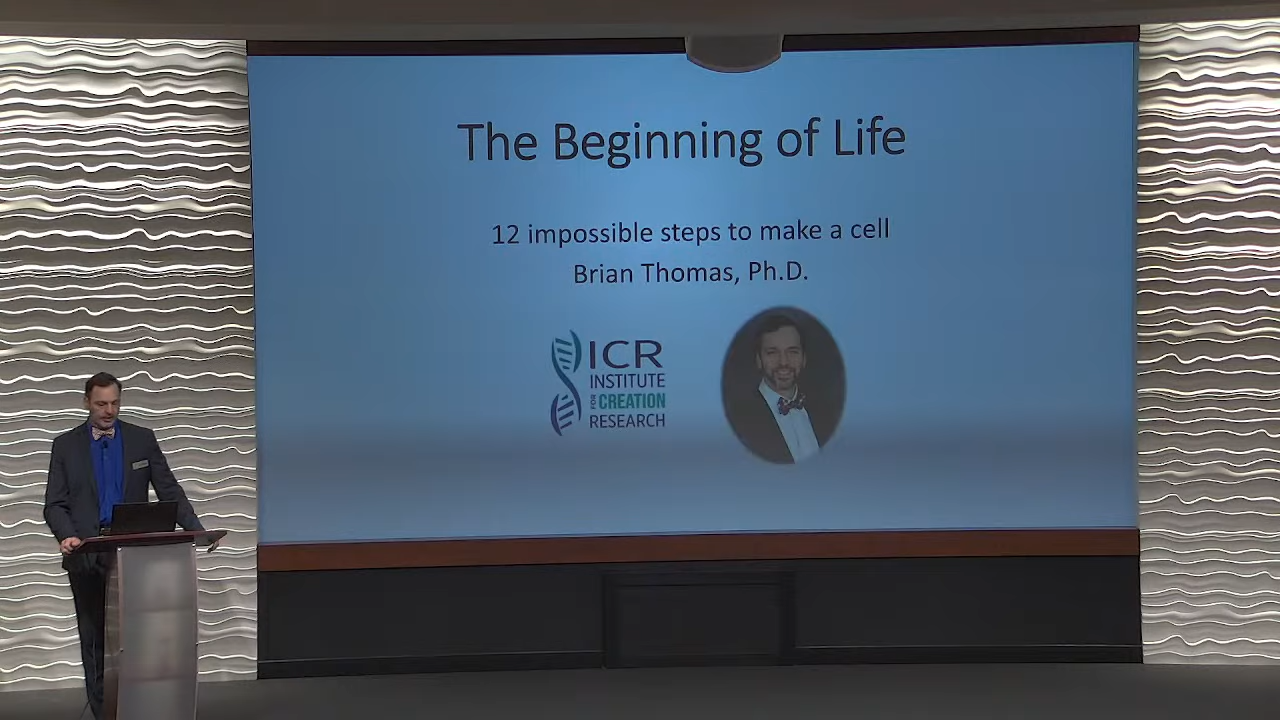 The Beginning of Life
12 impossible steps to make a cell
Brian Thomas, Ph.D.
ICR
INSTITUTE
FOR CREATION
RESEARCH